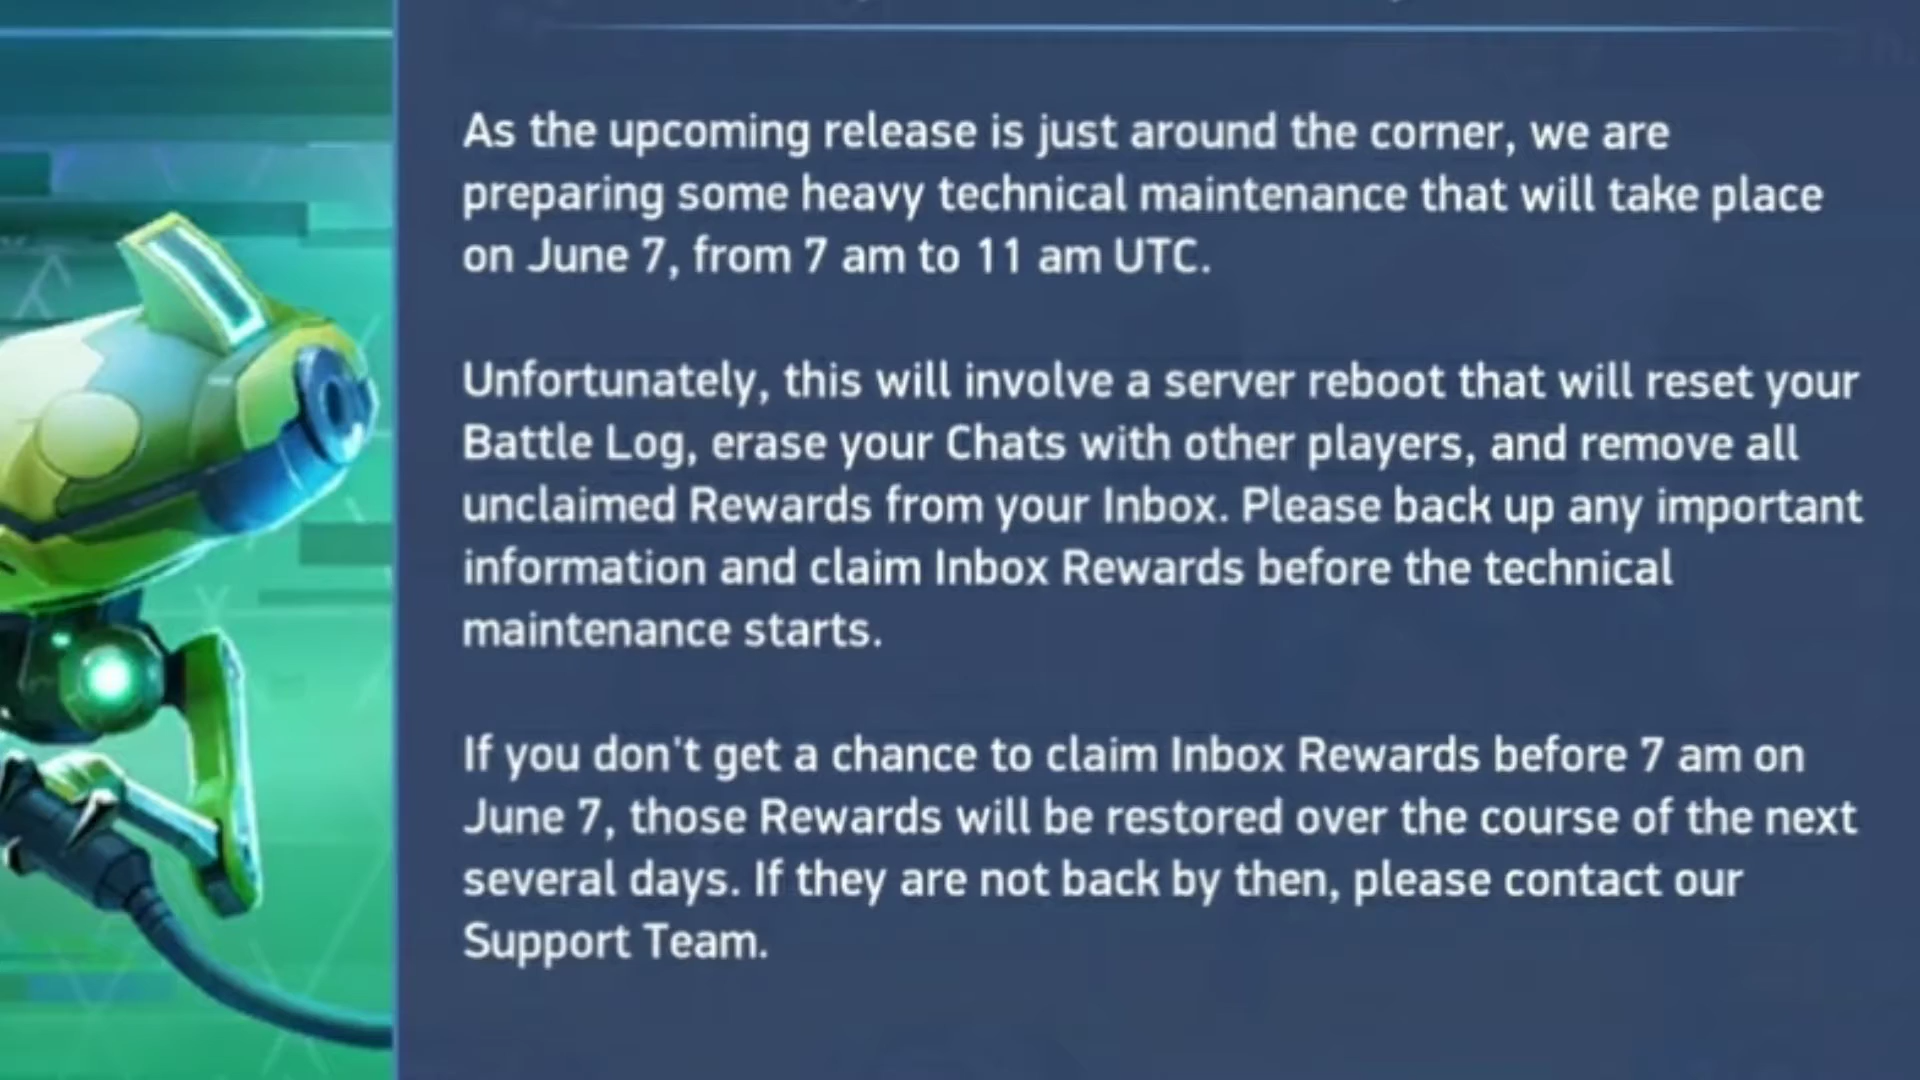 As the upcoming release is just around the corner, we are
preparing some heavy technical maintenance that will take place
on June 7, from 7 am to 11 am UTC.
Unfortunately, this will involve a server reboot that will reset your
Battle Log, erase your Chats with other players, and remove all
unclaimed Rewards from your Inbox. Please back up any important
information and claim Inbox Rewards before the technical
maintenance starts.
If you don't get a chance to claim Inbox Rewards before 7 am on
June 7, those Rewards will be restored over the course of the next
several days. If they are not back by then, please contact our
Support Team.